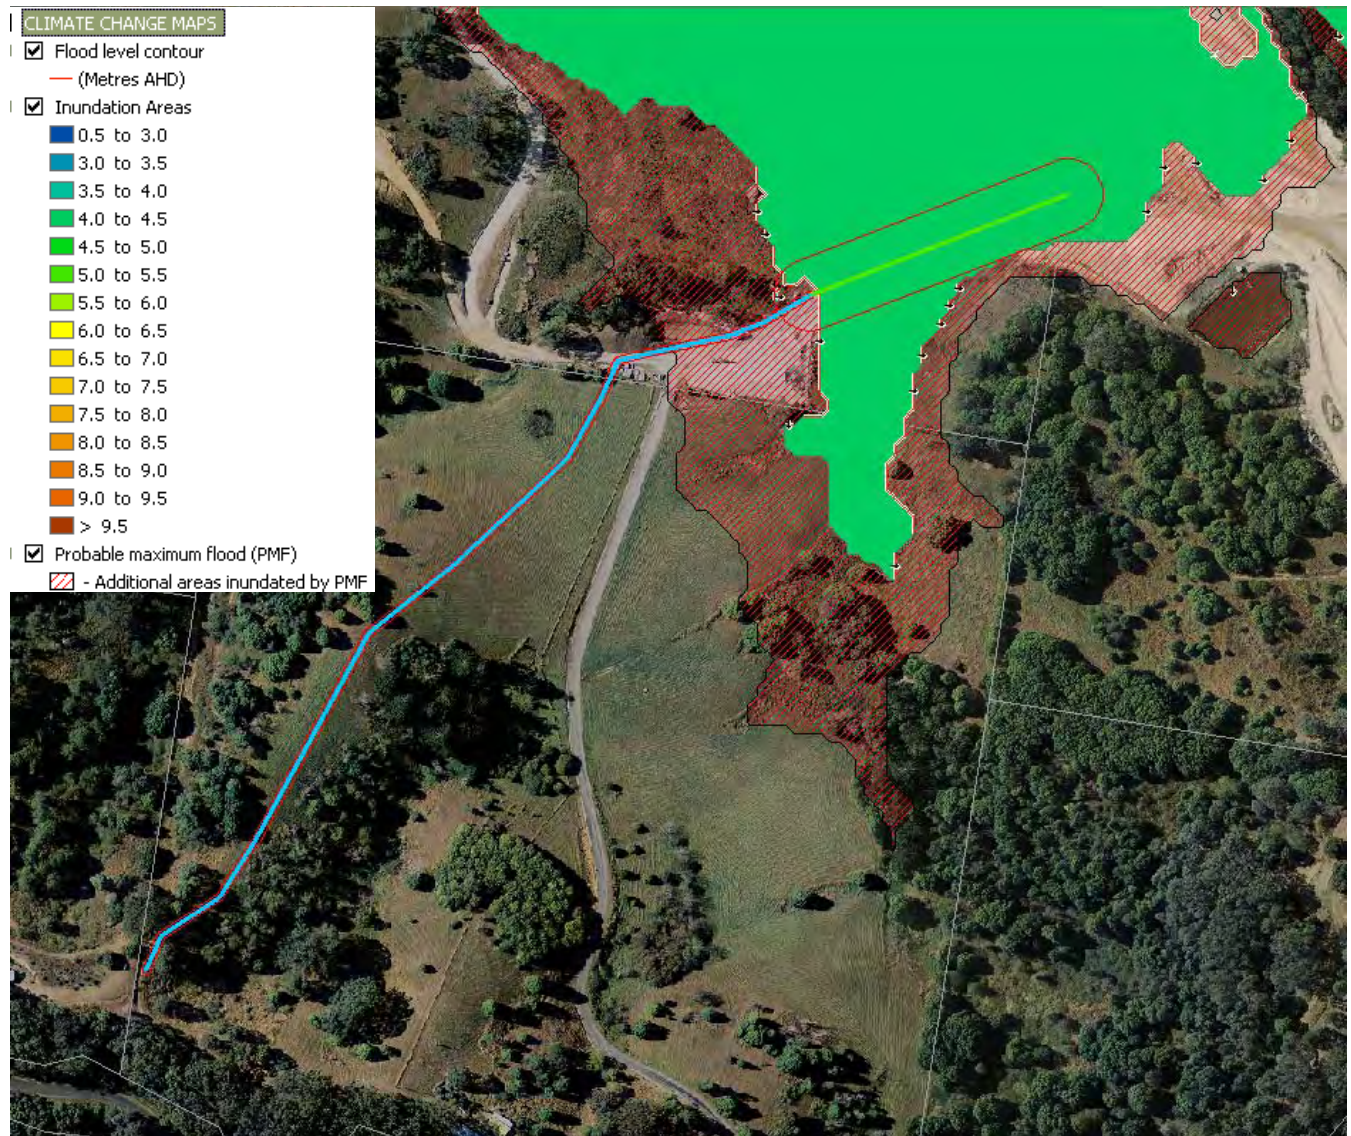 CLIMATE CHANGE MAPS
Flood level contour
(Metres AHD)
Inundation Areas
0.5 to 3.0
3.0 to 3.5
3.5 to 4.0
4.0 to 4.5
4.5 to 5.0
5.0 to 5.5
5.5 to 6.0
6.0 to 6.5
6.5 to 7.0
7.0 to 7.5
7.5 to 8.0
8.0 to 8.5
8.5 to 9.0
9.0 to 9.5
> 9.5
Probable maximum flood (PMF)
- Additional areas inundated by PMF